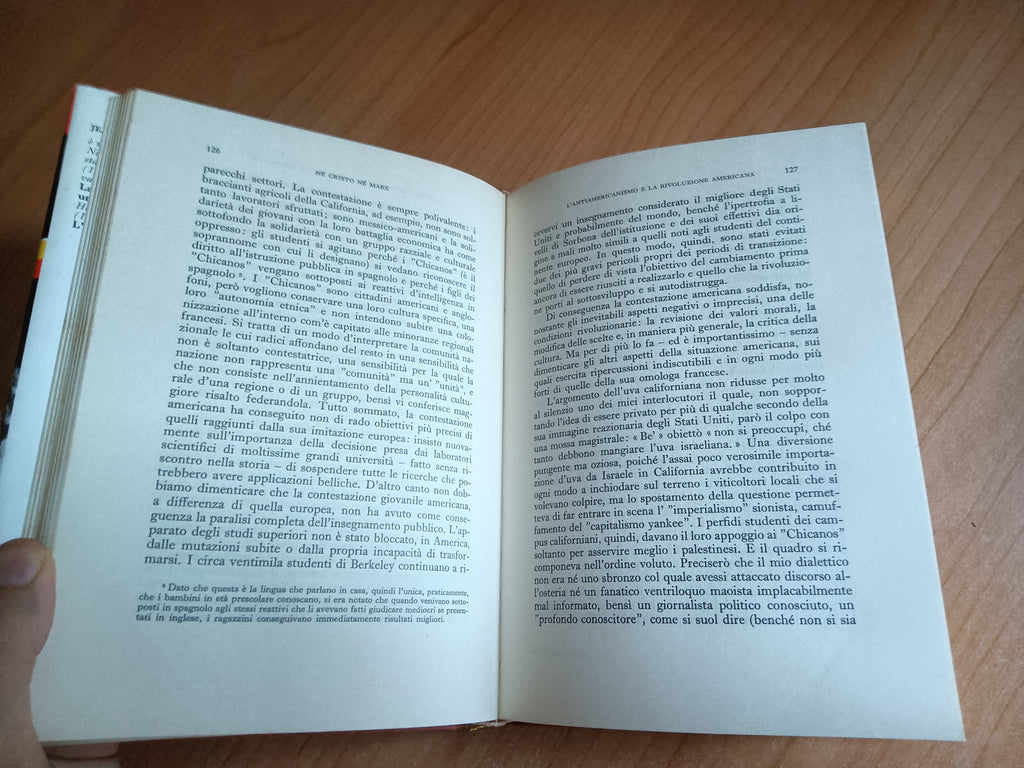 126
NÉ CRISTO NÉ MARX
parecchi settori. La contestazione è sempre polivalente: i
braccianti agricoli della California, ad esempio, non sono sol-
tanto lavoratori sfruttati; sono messico-americani e la soli-
darietà dei giovani con la loro battaglia economica ha come
sottofondo la solidarietà con un gruppo razziale e culturale
oppresso: gli studenti si agitano perché i "Chicanos" (è il
soprannome con cui li designano) si vedano riconoscere il
diritto all'istruzione pubblica in spagnolo e perché i figli dei
"Chicanos" vengano sottoposti ai reattivi d'intelligenza in
spagnolo ⁸. I "Chicanos" sono cittadini americani e anglo-
foni, però vogliono conservare una loro cultura specifica, una
loro "autonomia etnica" e non intendono subire una colo-
nizzazione all'interno com'è capitato alle minoranze regionali
francesi. Si tratta di un modo d'interpretare la comunità na-
zionale le cui radici affondano del resto in una sensibilità che
non è soltanto contestatrice, una sensibilità per la quale la
nazione non rappresenta una "comunità" ma un' "unità", e
che non consiste nell'annientamento della personalità cultu-
rale d'una regione o di un gruppo, bensì vi conferisce mag-
giore risalto federandola. Tutto sommato, la contestazione
americana ha conseguito non di rado obiettivi più precisi di
quelli raggiunti dalla sua imitazione europea: insisto nuova-
mente sull'importanza della decisione presa dai laboratori
scientifici di moltissime grandi università – fatto senza ri-
scontro nella storia – di sospendere tutte le ricerche che po-
trebbero avere applicazioni belliche. D'altro canto non dob-
biamo dimenticare che la contestazione giovanile americana,
a differenza di quella europea, non ha avuto come conse-
guenza la paralisi completa dell'insegnamento pubblico. L'ap-
parato degli studi superiori non è stato bloccato, in America,
dalle mutazioni subite o dalla propria incapacità di trasfor-
marsi. I circa ventimila studenti di Berkeley continuano a ri-
⁸ Dato che questa è la lingua che parlano in casa, quindi l'unica, praticamente,
che i bambini in età prescolare conoscano, si era notato che quando venivano sotto-
posti in spagnolo agli stessi reattivi che li avevano fatti giudicare mediocri se presen-
tati in inglese, i ragazzini conseguivano immediatamente risultati migliori.
L'ANTIAMERICANISMO E LA RIVOLUZIONE AMERICANA
127
cevervi un insegnamento considerato il migliore degli Stati
Uniti e probabilmente del mondo, benché l'ipertrofia a li-
velli di Sorbona dell'istituzione e dei suoi effettivi dia ori-
gine a mali molto simili a quelli noti agli studenti del conti-
nente europeo. In questo modo, quindi, sono stati evitati
due dei più gravi pericoli propri dei periodi di transizione:
quello di perdere di vista l'obiettivo del cambiamento prima
ancora di essere riusciti a realizzarlo e quello che la rivoluzio-
ne porti al sottosviluppo e si autodistrugga.
Di conseguenza la contestazione americana soddisfa, no-
nostante gli inevitabili aspetti negativi o imprecisi, una delle
condizioni rivoluzionarie: la revisione dei valori morali, la
modifica delle scelte e, in maniera più generale, la critica della
cultura. Ma per di più lo fa – ed è importantissimo – senza
dimenticare gli altri aspetti della situazione americana, sui
quali esercita ripercussioni indiscutibili e in ogni modo più
forti di quelle della sua omologa francese.
L'argomento dell'uva californiana non ridusse per molto
al silenzio uno dei miei interlocutori il quale, non soppor-
tando l'idea di essere privato per più di qualche secondo della
sua immagine reazionaria degli Stati Uniti, parò il colpo con
una mossa magistrale: « Be' » obiettò « non si preoccupi, ché
tanto debbono mangiare l'uva israeliana. » Una diversione
pungente ma oziosa, poiché l'assai poco verosimile importa-
zione d'uva da Israele in California avrebbe contribuito in
ogni modo a inchiodare sul terreno i viticoltori locali che si
volevano colpire, ma lo spostamento della questione permet-
teva di far entrare in scena l' "imperialismo" sionista, camuf-
famento del "capitalismo yankee". I perfidi studenti dei cam-
pus californiani, quindi, davano il loro appoggio ai "Chicanos"
soltanto per asservire meglio i palestinesi. E il quadro si ri-
componeva nell'ordine voluto. Preciserò che il mio dialettico
non era né uno sbronzo col quale avessi attaccato discorso al-
l'osteria né un fanatico ventriloquo maoista implacabilmente
mal informato, bensì un giornalista politico conosciuto, un
"profondo conoscitore", come si suol dire (benché non si sia